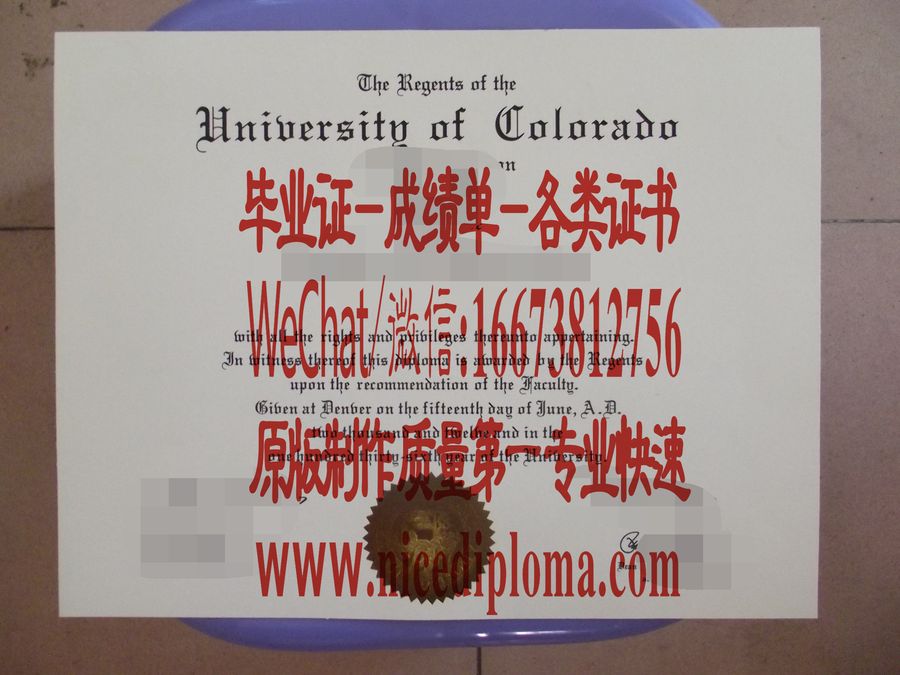 The Regents of the
University of Colorado
毕业证－成绩单－各类证书
WeChat/微信:16673812756
with all the rights and privileges thereunto appertaining.
In witness thereof this diploma is awarded by the Regents
upon the recommendation of the Faculty.
Given at Denver on the fifteenth day of June, A.D.
two thousand and twelve and in the
原版制作质量第一 专业快速
one hundred thirty-sixth year of the University.
www.nicediploma.com
Dean